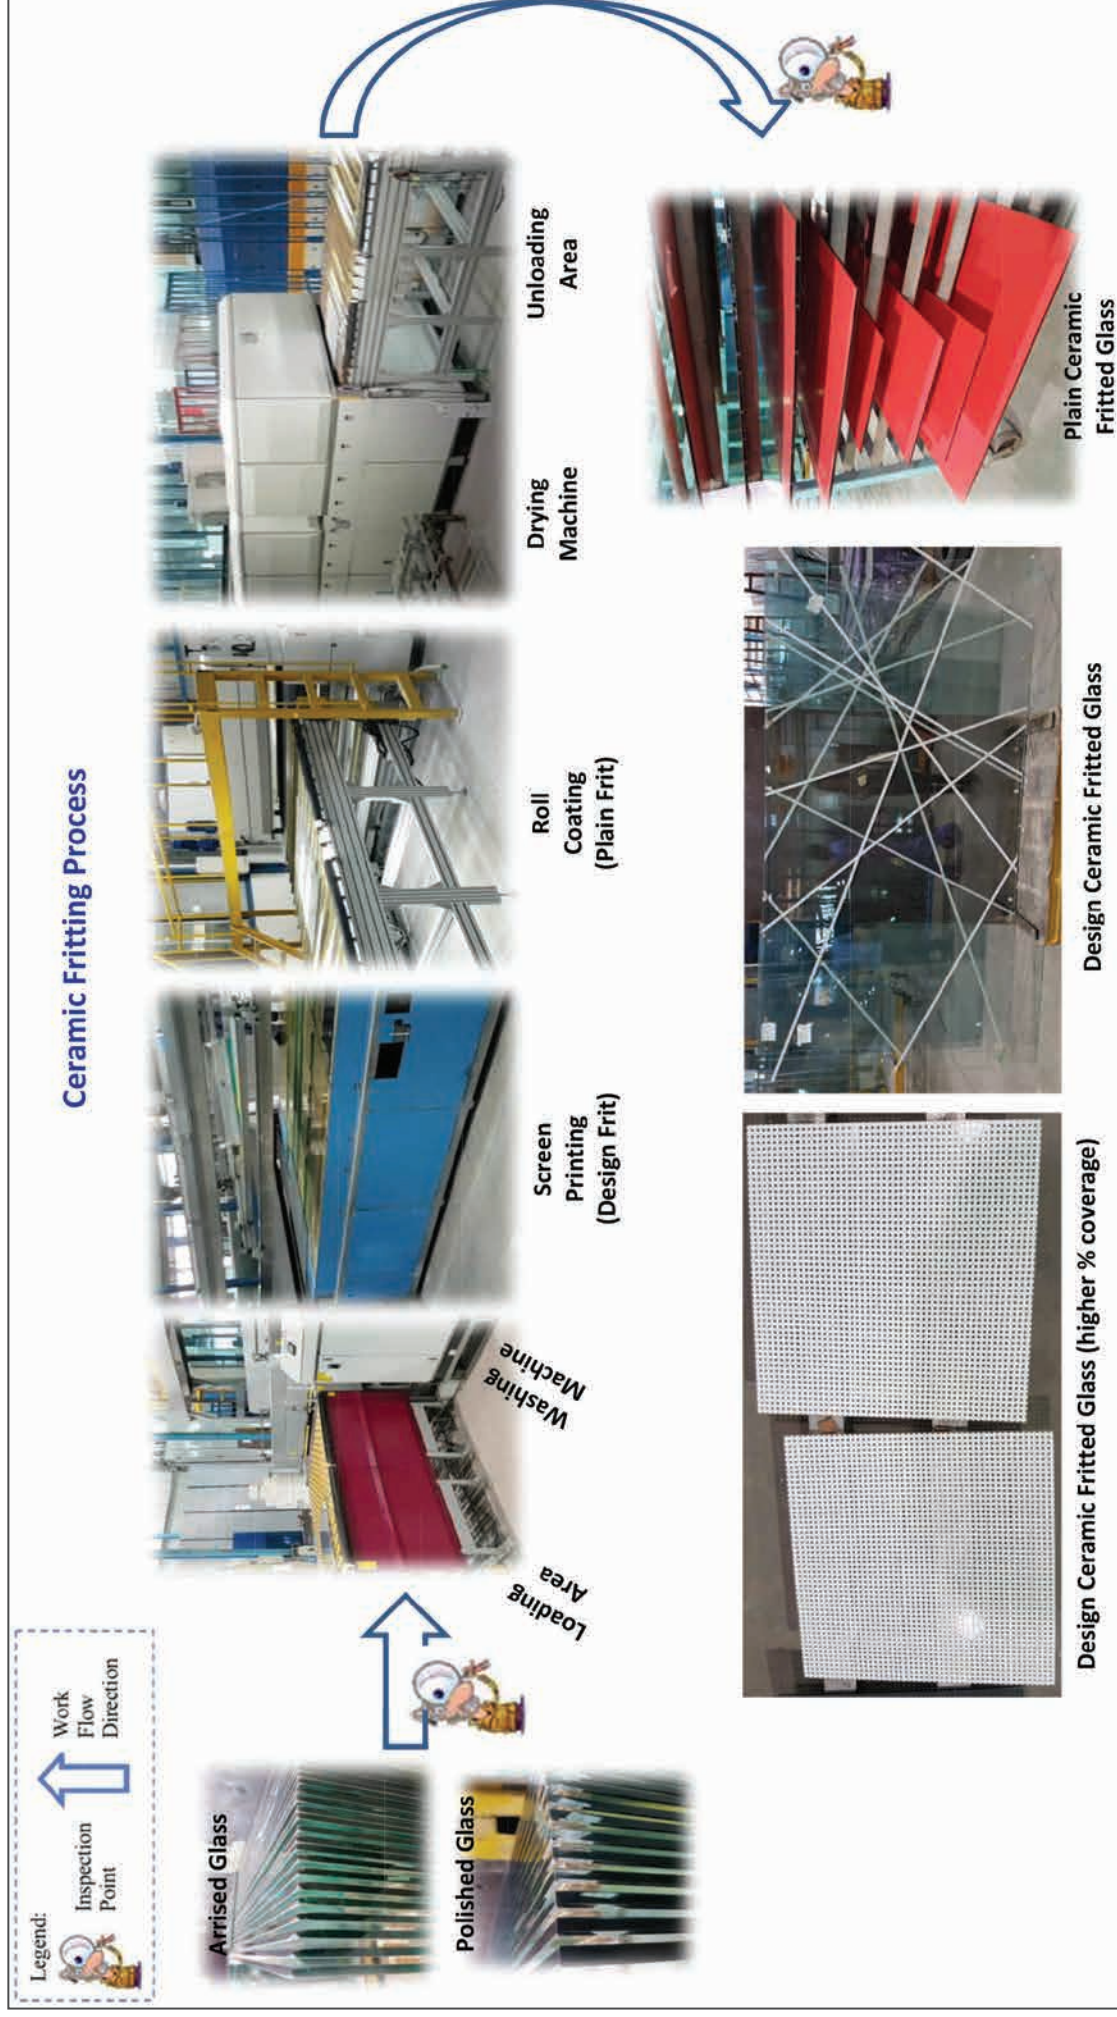 Ceramic Fritting Process
Legend:
Inspection
Point
Work
Flow
Direction
Arrised Glass
Polished Glass
Loading
Area
Washing
Machine
Screen
Printing
(Design Frit)
Roll
Coating
(Plain Frit)
Drying
Machine
Unloading
Area
Design Ceramic Fritted Glass (higher % coverage)
Design Ceramic Fritted Glass
Plain Ceramic
Fritted Glass